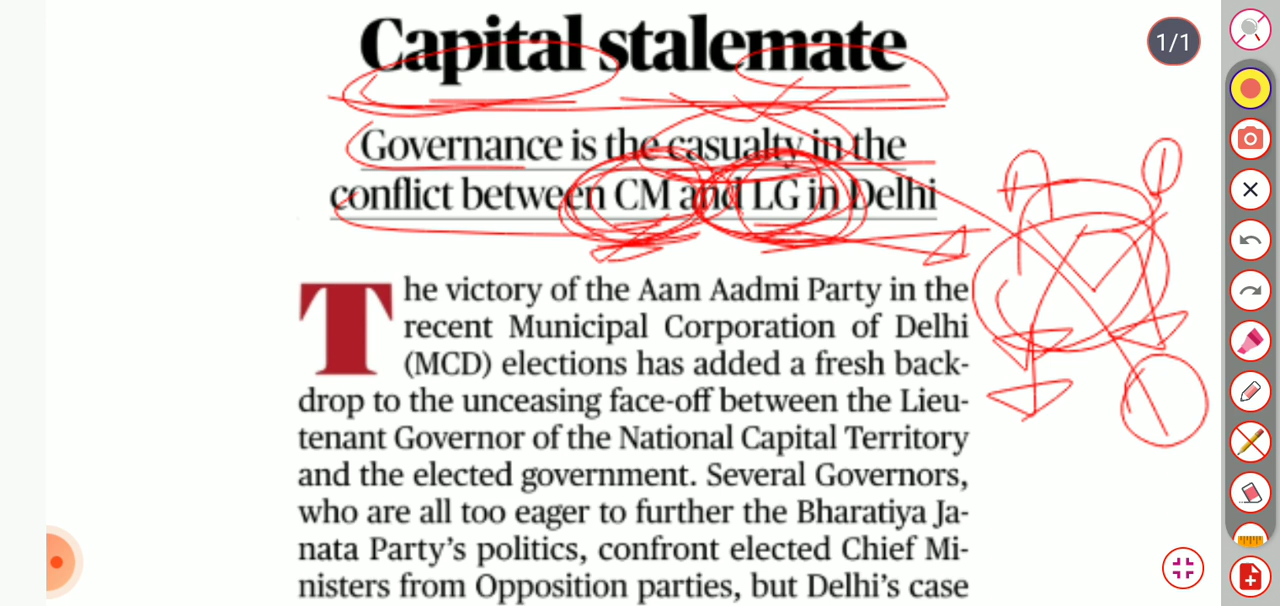 Capital stalemate
1/1
Governance is the casualty in the
conflict between CM and LG in Delhi
The victory of the Aam Aadmi Party in the
recent Municipal Corporation of Delhi
(MCD) elections has added a fresh back-
drop to the unceasing face-off between the Lieu-
tenant Governor of the National Capital Territory
and the elected government. Several Governors,
who are all too eager to further the Bharatiya Ja-
nata Party’s politics, confront elected Chief Mi-
nisters from Opposition parties, but Delhi’s case